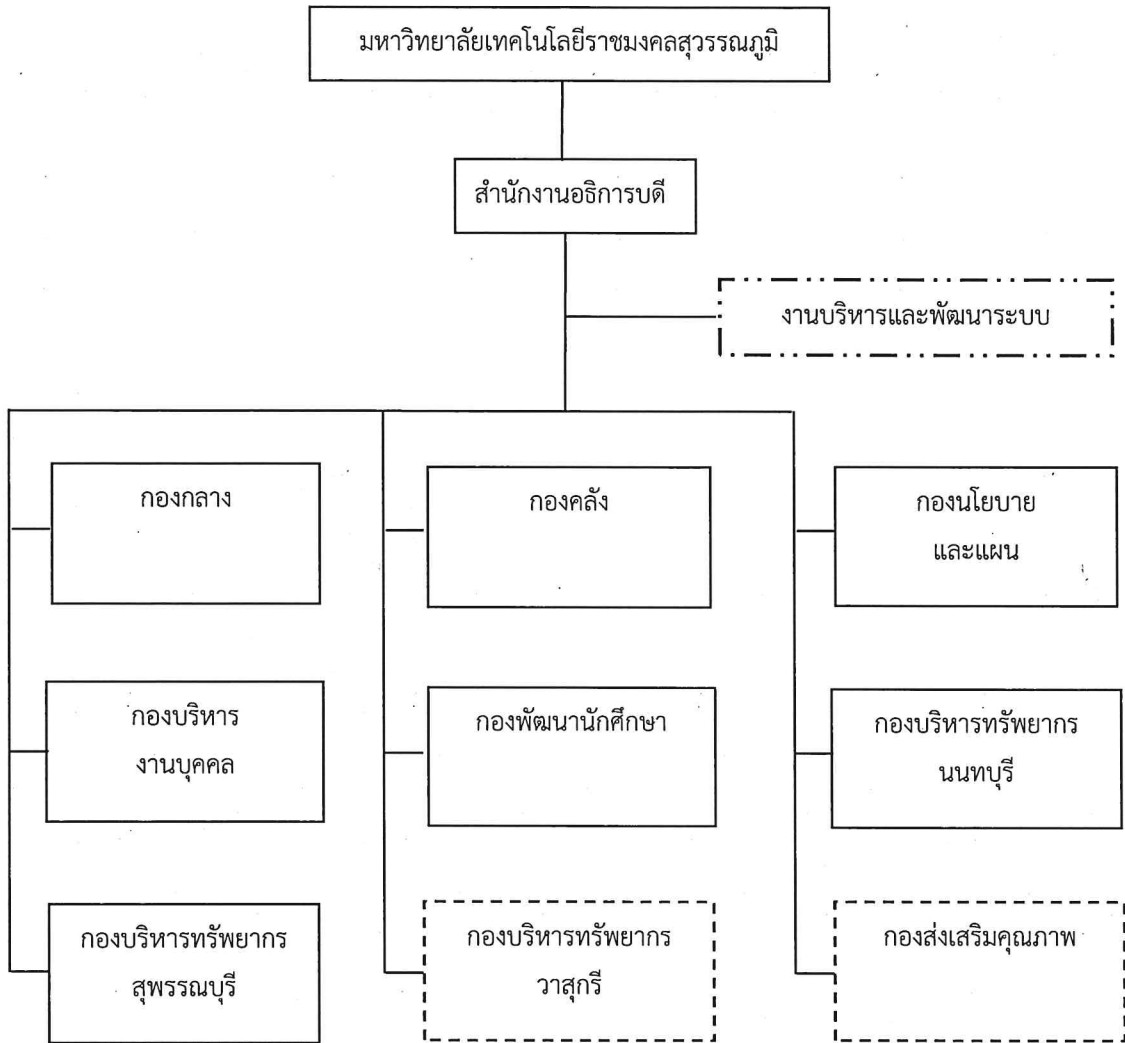 มหาวิทยาลัยเทคโนโลยีราชมงคลสุวรรณภูมิ
สำนักงานอธิการบดี
งานบริหารและพัฒนาระบบ
กองกลาง
กองคลัง
กองนโยบาย
และแผน
กองบริหาร
งานบุคคล
กองพัฒนานักศึกษา
กองบริหารทรัพยากร
นนทบุรี
กองบริหารทรัพยากร
สุพรรณบุรี
กองบริหารทรัพยากร
วาสุกรี
กองส่งเสริมคุณภาพ